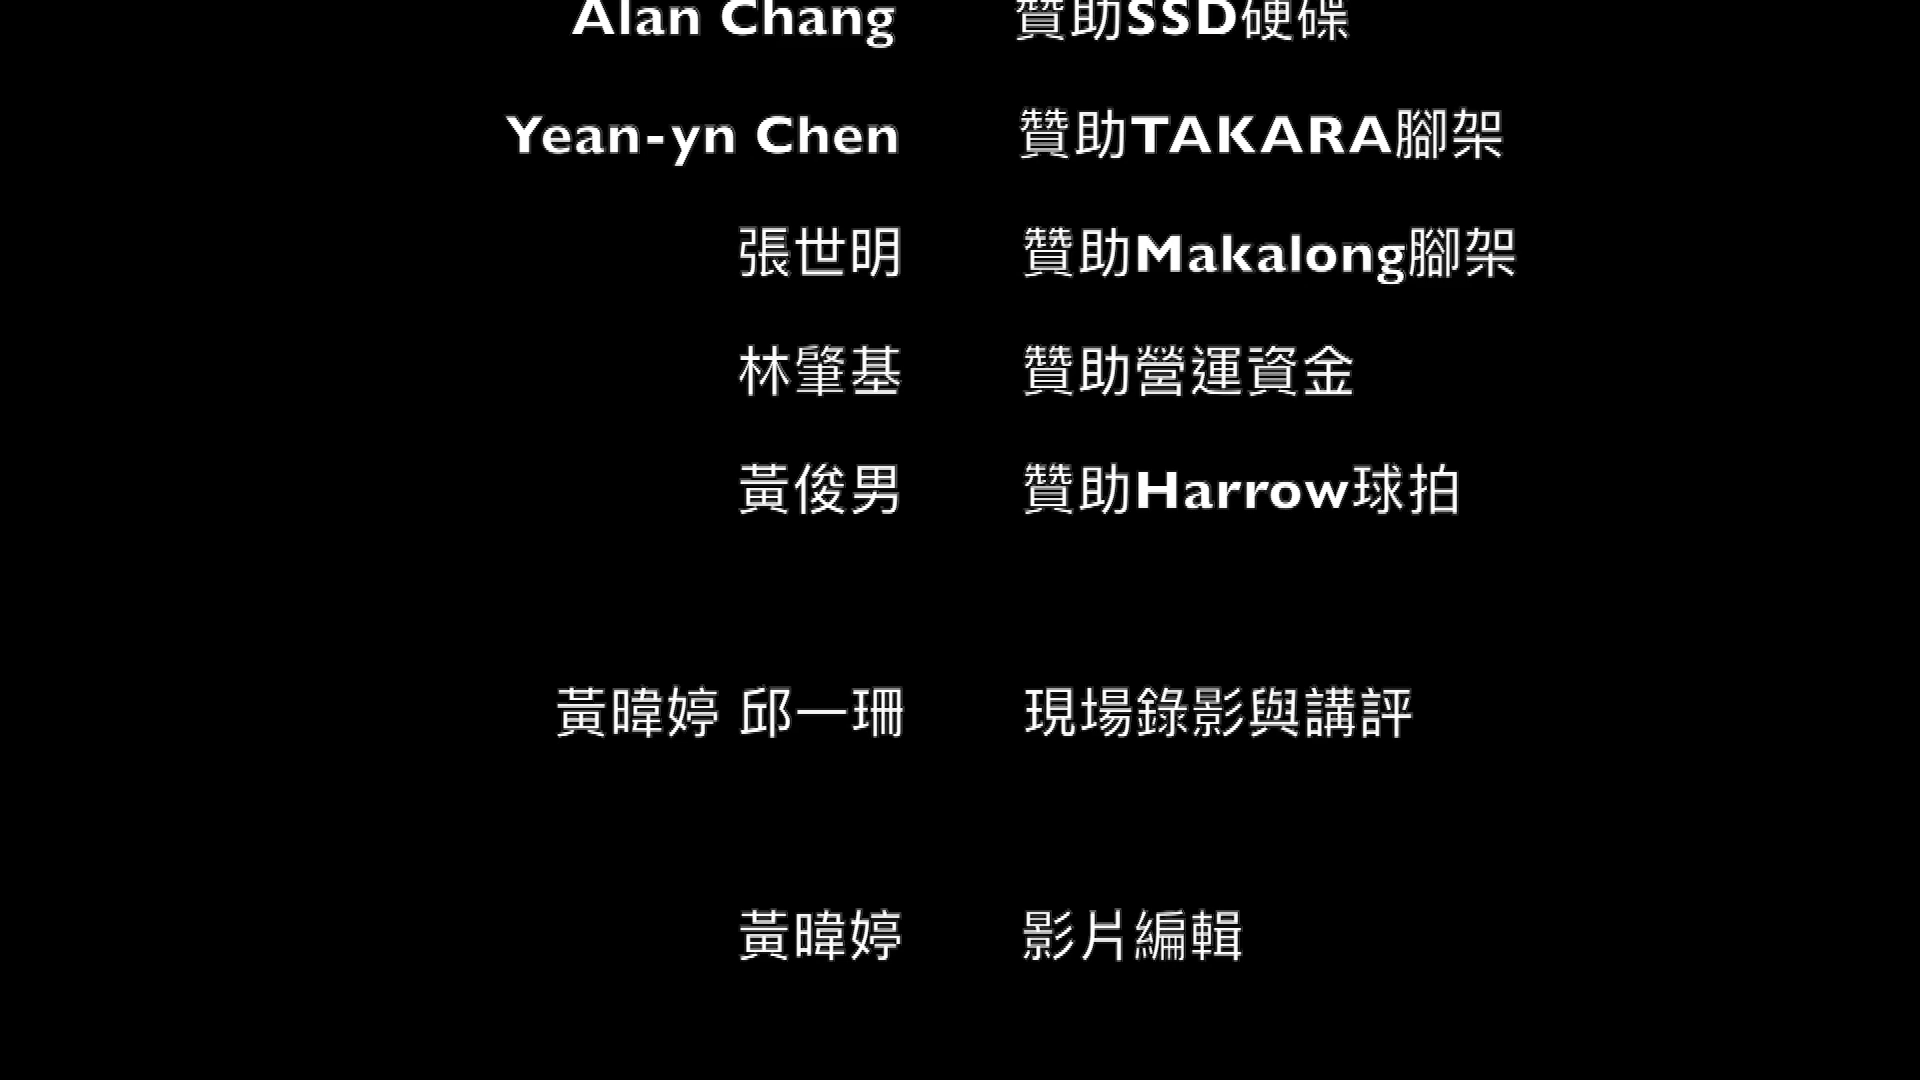 Alan Chang 贊助SSD硬碟
Yean-yn Chen 贊助TAKARA腳架
張世明 贊助Makalong腳架
林肇基 贊助營運資金
黃俊男 贊助Harrow球拍
黃暐婷 邱一珊 現場錄影與講評
黃暐婷 影片編輯